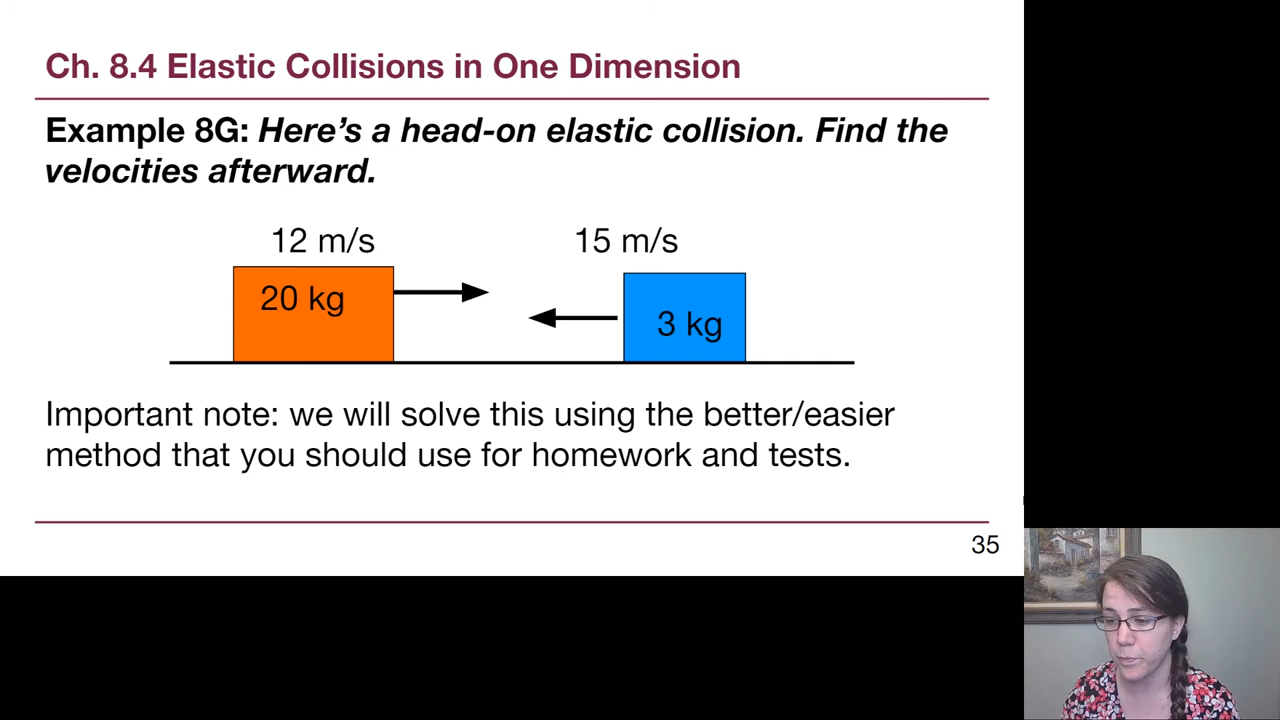 Ch. 8.4 Elastic Collisions in One Dimension
Example 8G: Here’s a head-on elastic collision. Find the
velocities afterward.
12 m/s 15 m/s
20 kg
3 kg
Important note: we will solve this using the better/easier
method that you should use for homework and tests.
35